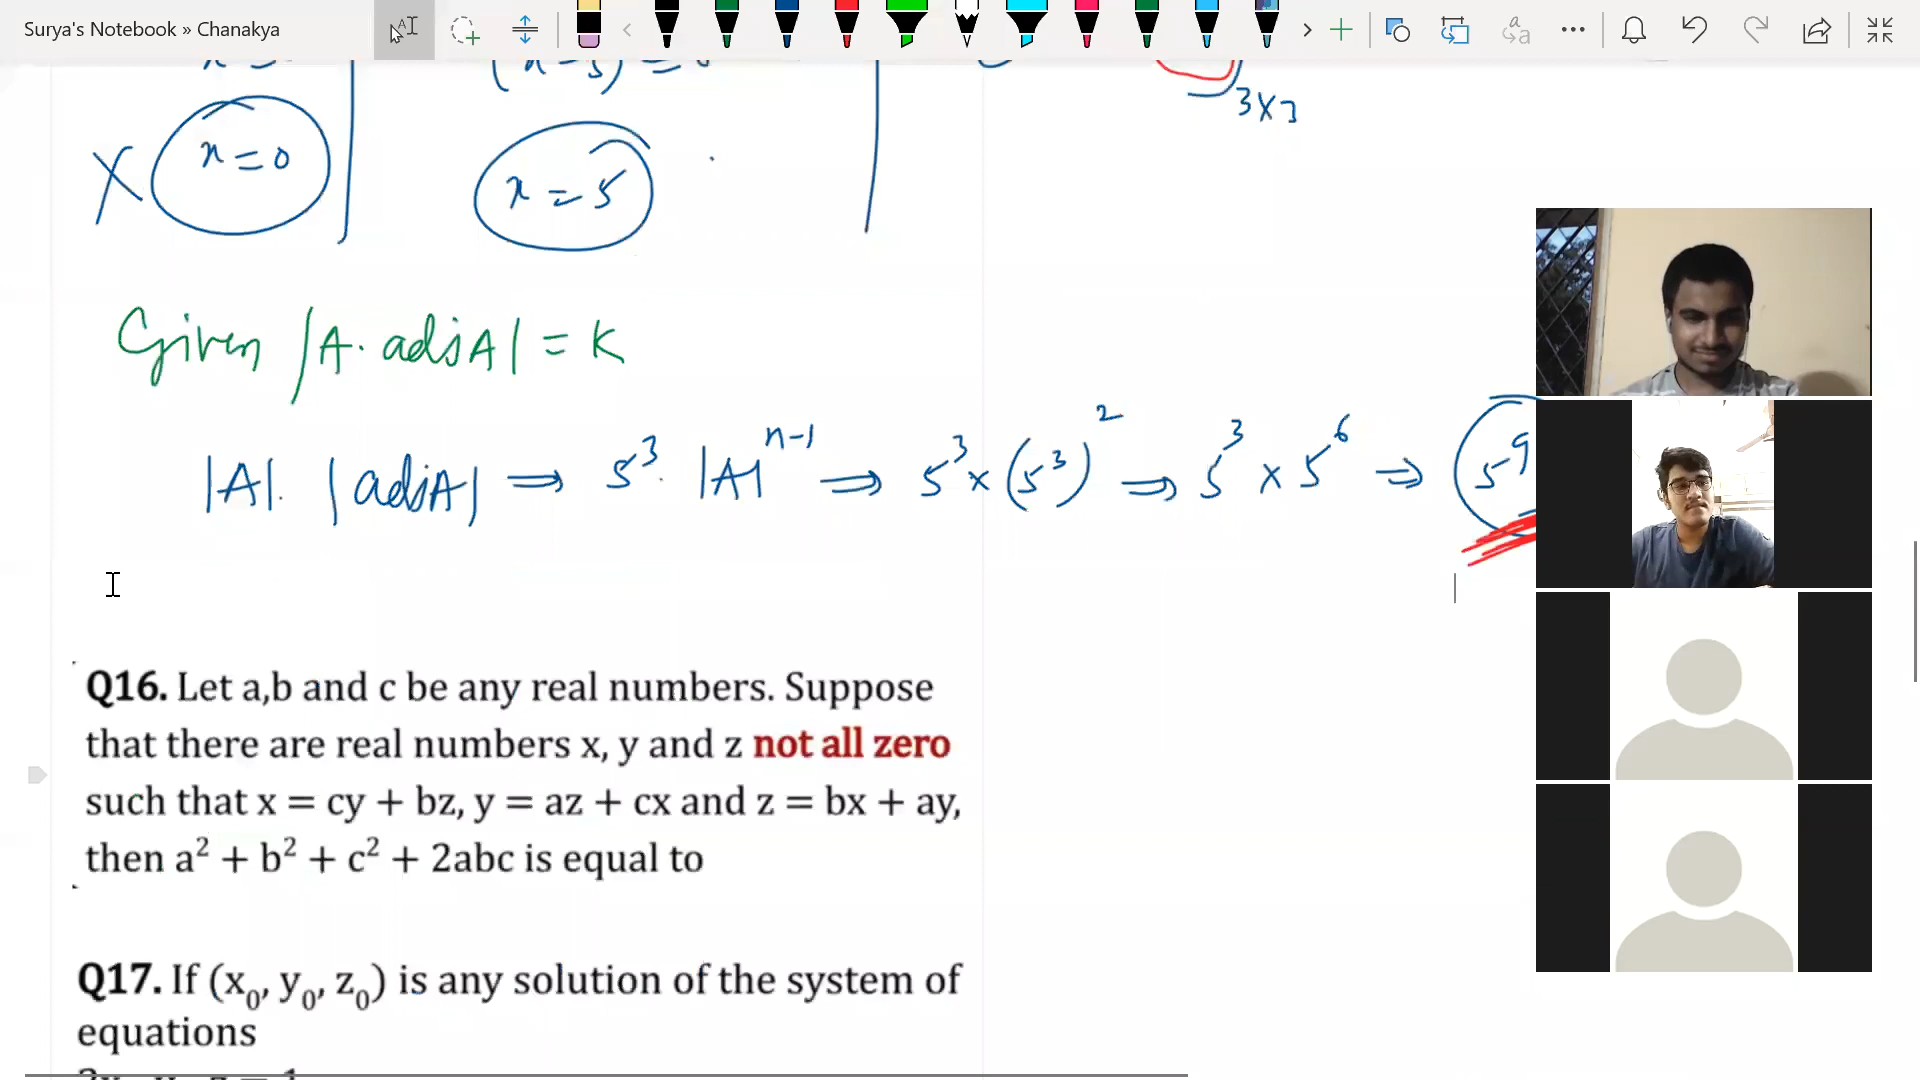 Surya's Notebook » Chanakya
3x3
x=0
x = 5
Given |A. adjA| = K
|A|. |adjA| ⇒ 5³. |A|ⁿ⁻¹ ⇒ 5³x(5³)² ⇒ 5³ x 5⁶ ⇒ 5⁹
Q16. Let a,b and c be any real numbers. Suppose
that there are real numbers x, y and z not all zero
such that x = cy + bz, y = az + cx and z = bx + ay,
then a² + b² + c² + 2abc is equal to
Q17. If (x₀, y₀, z₀) is any solution of the system of
equations